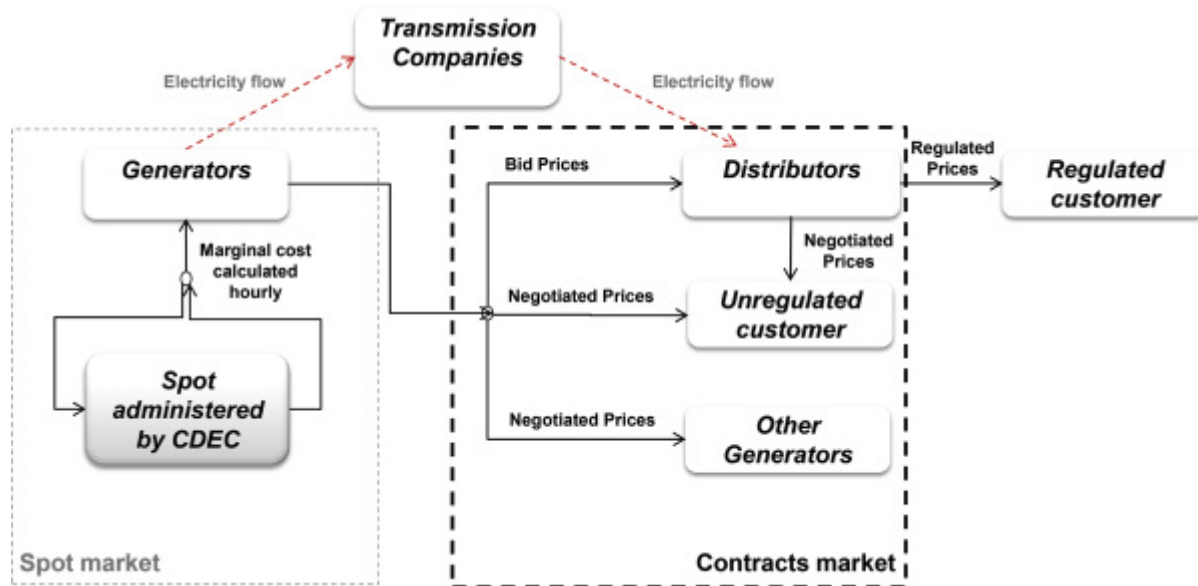 Transmission
Companies
Electricity flow
Electricity flow
Generators
Bid Prices
Distributors
Regulated
Prices
Regulated
customer
Marginal cost
calculated
hourly
Negotiated
Prices
Negotiated Prices
Unregulated
customer
Spot
administered
by CDEC
Negotiated Prices
Other
Generators
Spot market
Contracts market